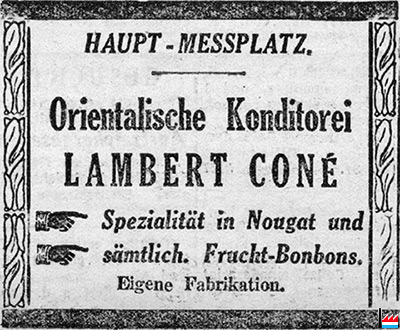 HAUPT-MESSPLATZ.
Orientalische Konditorei
LAMBERT CONÉ
Spezialität in Nougat und
sämtlich. Frucht-Bonbons.
Eigene Fabrikation.